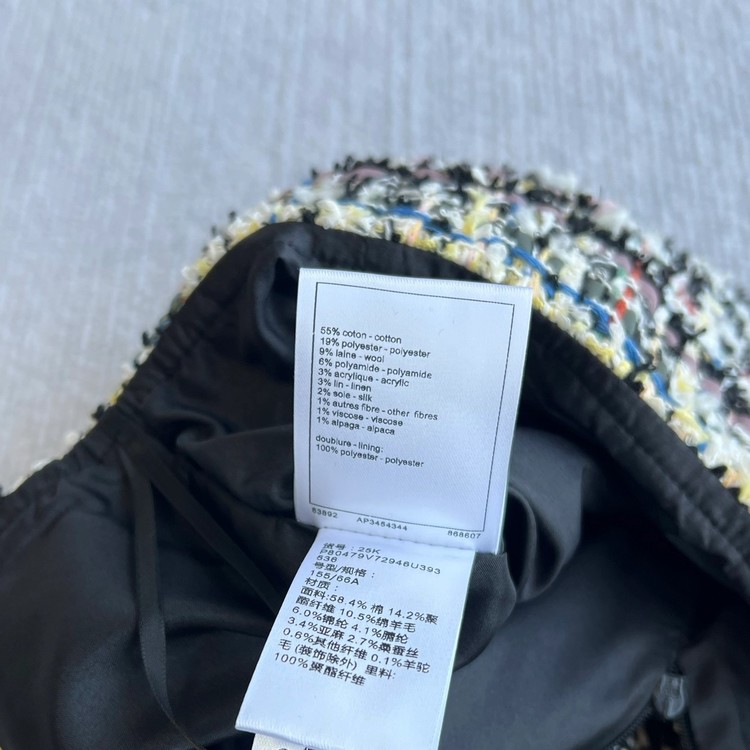 55% coton - cotton
19% polyester - polyester
9% laine - wool
6% polyamide - polyamide
3% acrylique - acrylic
3% lin - linen
2% soie - silk
1% autres fibre - other fibres
1% viscose - viscose
1% alpaga - alpaca
doublure - lining:
100% polyester - polyester
63892 AP3454344 868607
货号：25K
P80479V72946U393
536
号型/规格：
155/66A
材质：
面料:58.4% 棉 14.2%聚
酯纤维 10.5%绵羊毛
6.0%锦纶 4.1%腈纶
3.4%亚麻 2.7%桑蚕丝
0.6%其他纤维 0.1%羊驼
毛 (装饰除外) 里料:
100%聚酯纤维